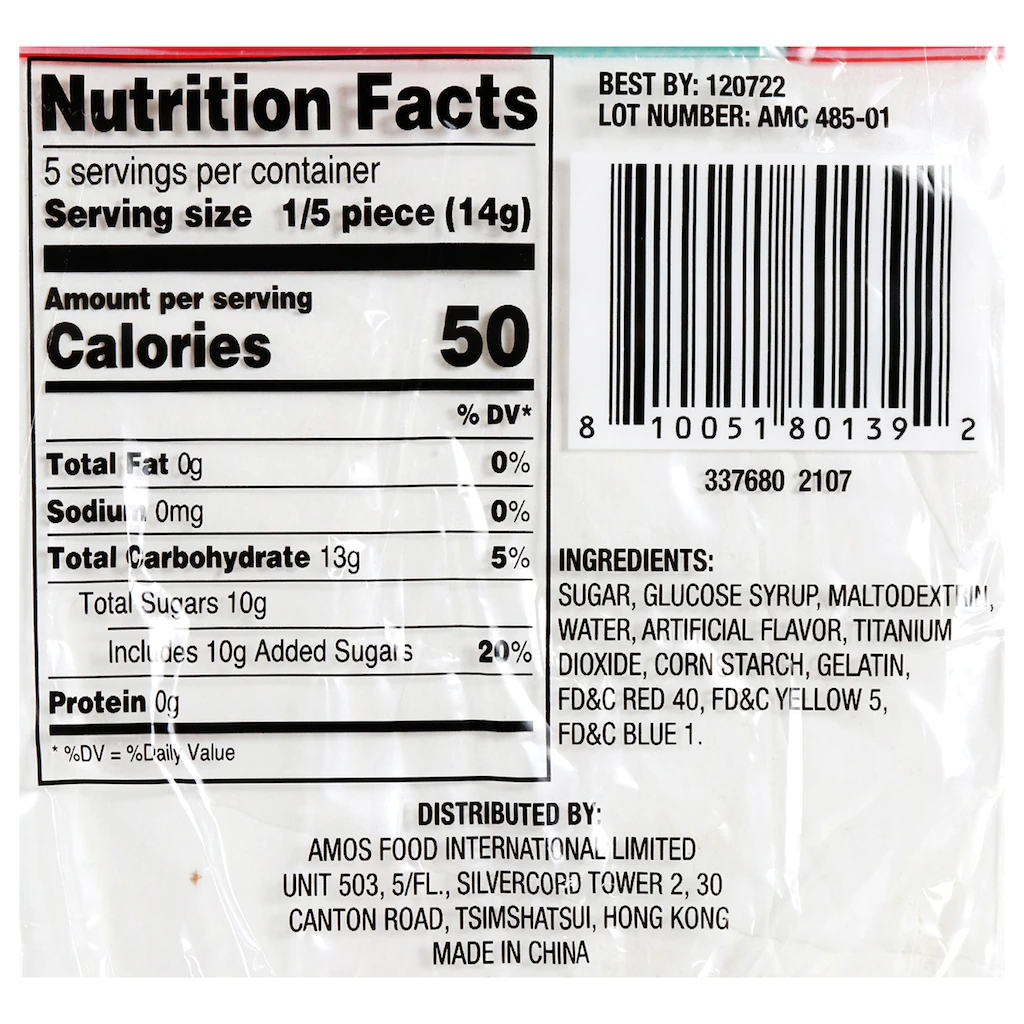 Nutrition Facts
5 servings per container
Serving size 1/5 piece (14g)
Amount per serving
Calories 50
% DV*
Total Fat 0g 0%
Sodium 0mg 0%
Total Carbohydrate 13g 5%
Total Sugars 10g
Includes 10g Added Sugars 20%
Protein 0g
* %DV = %Daily Value
BEST BY: 120722
LOT NUMBER: AMC 485-01
8 10051 80139 2
337680 2107
INGREDIENTS:
SUGAR, GLUCOSE SYRUP, MALTODEXTRIN,
WATER, ARTIFICIAL FLAVOR, TITANIUM
DIOXIDE, CORN STARCH, GELATIN,
FD&C RED 40, FD&C YELLOW 5,
FD&C BLUE 1.
DISTRIBUTED BY:
AMOS FOOD INTERNATIONAL LIMITED
UNIT 503, 5/FL., SILVERCORD TOWER 2, 30
CANTON ROAD, TSIMSHATSUI, HONG KONG
MADE IN CHINA